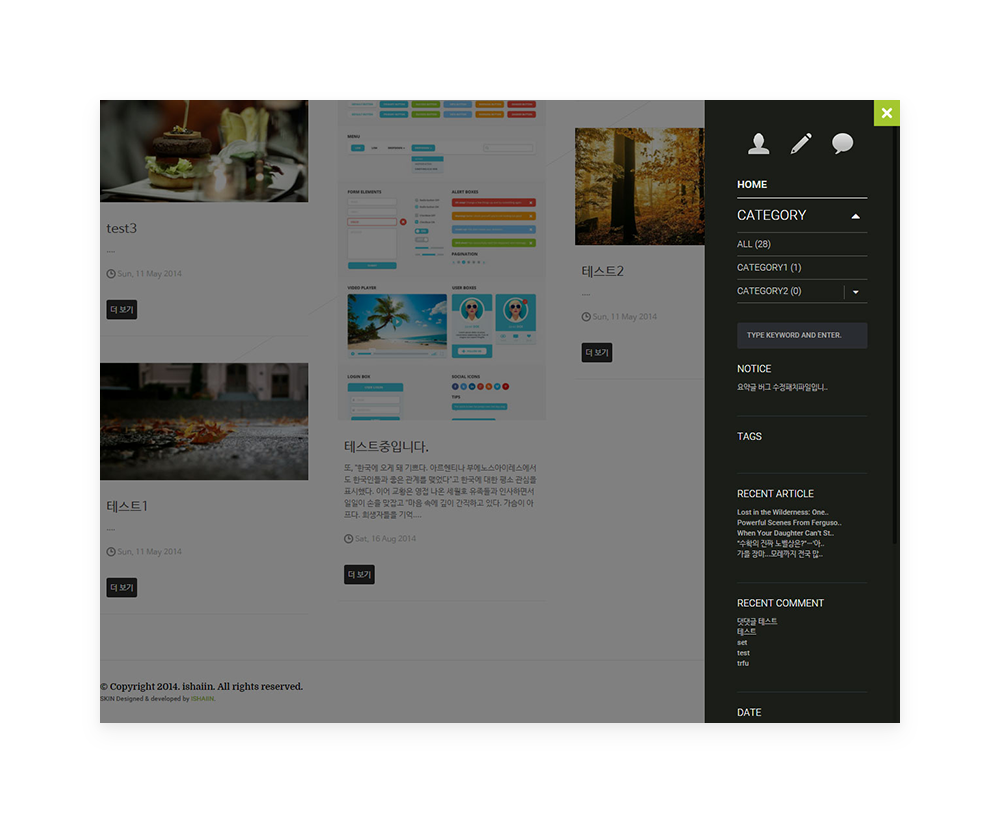 test3
Sun, 11 May 2014
더 보기
테스트1
Sun, 11 May 2014
더 보기
MENU
FORM ELEMENTS
ALERT BOXES
PAGINATION
VIDEO PLAYER
USER BOXES
LOGIN BOX
SOCIAL ICONS
TIPS
테스트중입니다.
또, "한국에 오게 돼 기쁘다. 아르헨티나 부에노스아이레스에서
도 한국인들과 좋은 관계를 맺었다"고 한국에 대한 평소 관심을
표시했다. 이어 교황은 영접 나온 세월호 유족들과 인사하면서
일일이 손을 맞잡고 "마음 속에 깊이 간직하고 있다. 가슴이 아
프다. 희생자들을 기억....
Sat, 16 Aug 2014
더 보기
테스트2
Sun, 11 May 2014
더 보기
© Copyright 2014. ishaiin. All rights reserved.
SKIN Designed & developed by ISHAIIN.
HOME
CATEGORY
ALL (28)
CATEGORY1 (1)
CATEGORY2 (0)
TYPE KEYWORD AND ENTER.
NOTICE
요약글 버그 수정패치파일입니..
TAGS
RECENT ARTICLE
Lost in the Wilderness: One..
Powerful Scenes From Ferguso..
When Your Daughter Can't St..
"수학의 진짜 노벨상은?"…'아..
가을 장마…모레까지 전국 많..
RECENT COMMENT
댓댓글 테스트
테스트
set
test
trfu
DATE